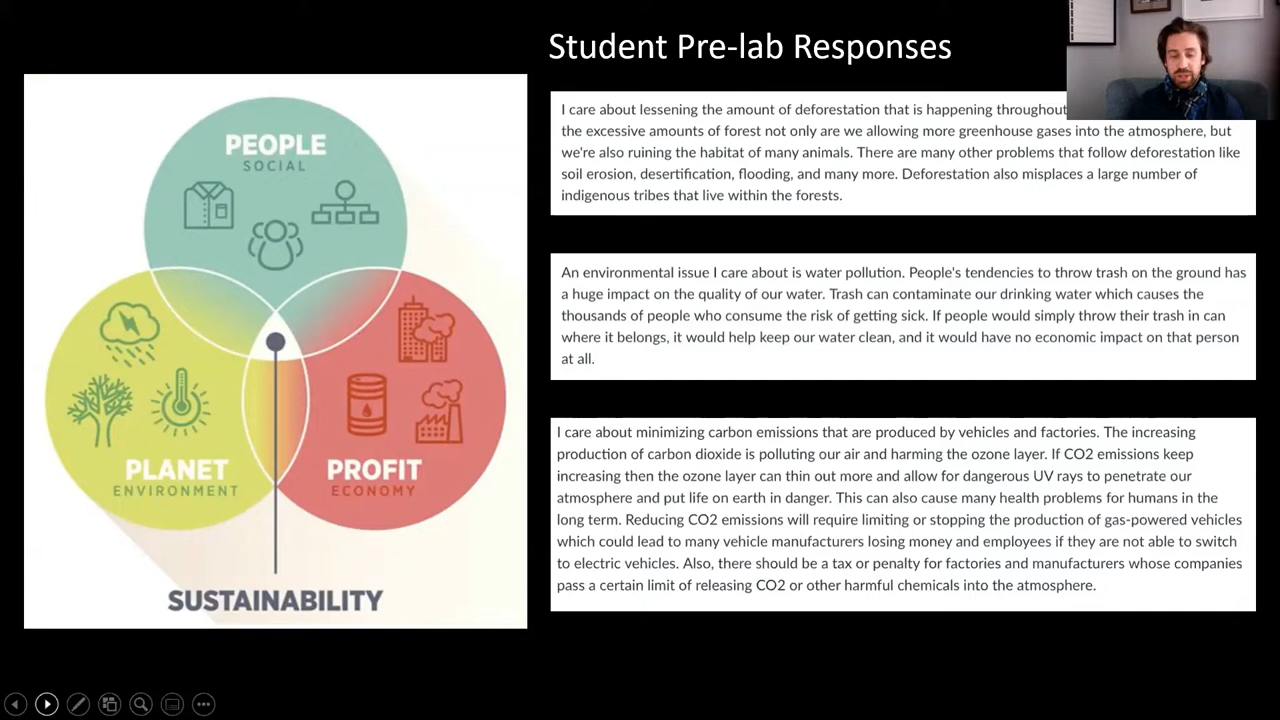 Student Pre-lab Responses
PEOPLE
SOCIAL
PLANET
ENVIRONMENT
PROFIT
ECONOMY
SUSTAINABILITY
I care about lessening the amount of deforestation that is happening throughout
the excessive amounts of forest not only are we allowing more greenhouse gases into the atmosphere, but
we're also ruining the habitat of many animals. There are many other problems that follow deforestation like
soil erosion, desertification, flooding, and many more. Deforestation also misplaces a large number of
indigenous tribes that live within the forests.
An environmental issue I care about is water pollution. People's tendencies to throw trash on the ground has
a huge impact on the quality of our water. Trash can contaminate our drinking water which causes the
thousands of people who consume the risk of getting sick. If people would simply throw their trash in can
where it belongs, it would help keep our water clean, and it would have no economic impact on that person
at all.
I care about minimizing carbon emissions that are produced by vehicles and factories. The increasing
production of carbon dioxide is polluting our air and harming the ozone layer. If CO2 emissions keep
increasing then the ozone layer can thin out more and allow for dangerous UV rays to penetrate our
atmosphere and put life on earth in danger. This can also cause many health problems for humans in the
long term. Reducing CO2 emissions will require limiting or stopping the production of gas-powered vehicles
which could lead to many vehicle manufacturers losing money and employees if they are not able to switch
to electric vehicles. Also, there should be a tax or penalty for factories and manufacturers whose companies
pass a certain limit of releasing CO2 or other harmful chemicals into the atmosphere.